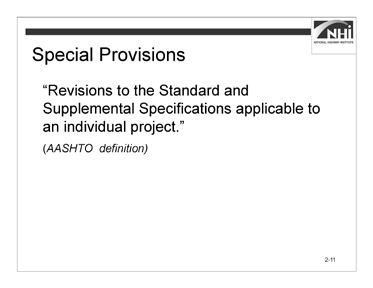 NHI
NATIONAL HIGHWAY INSTITUTE
Special Provisions
“Revisions to the Standard and
Supplemental Specifications applicable to
an individual project.”
(AASHTO definition)
2-11